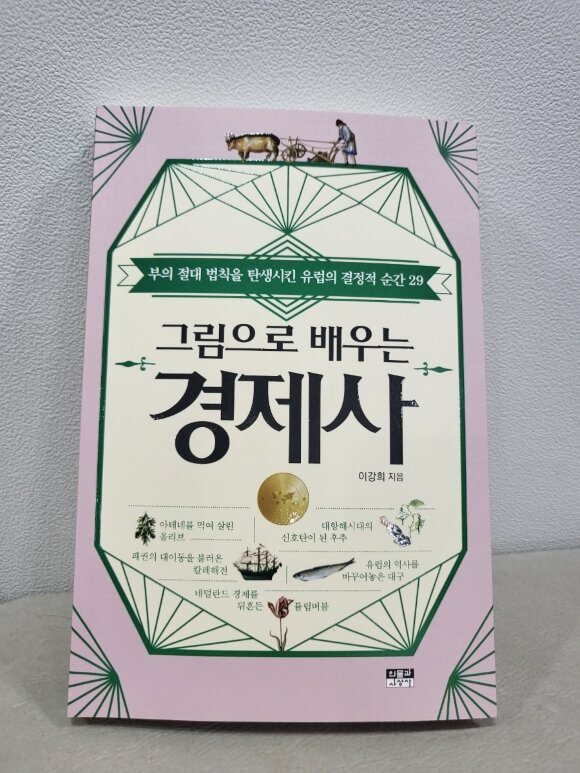 부의 절대 법칙을 탄생시킨 유럽의 결정적 순간 29
그림으로 배우는
경제사
이강희 지음
아테네를 먹여 살린
올리브
대항해시대의
신호탄이 된 후추
패권의 대이동을 불러온
칼레해전
유럽의 역사를
바꾸어놓은 대구
네덜란드 경제를
뒤흔든 튤립버블
인물과
사상사